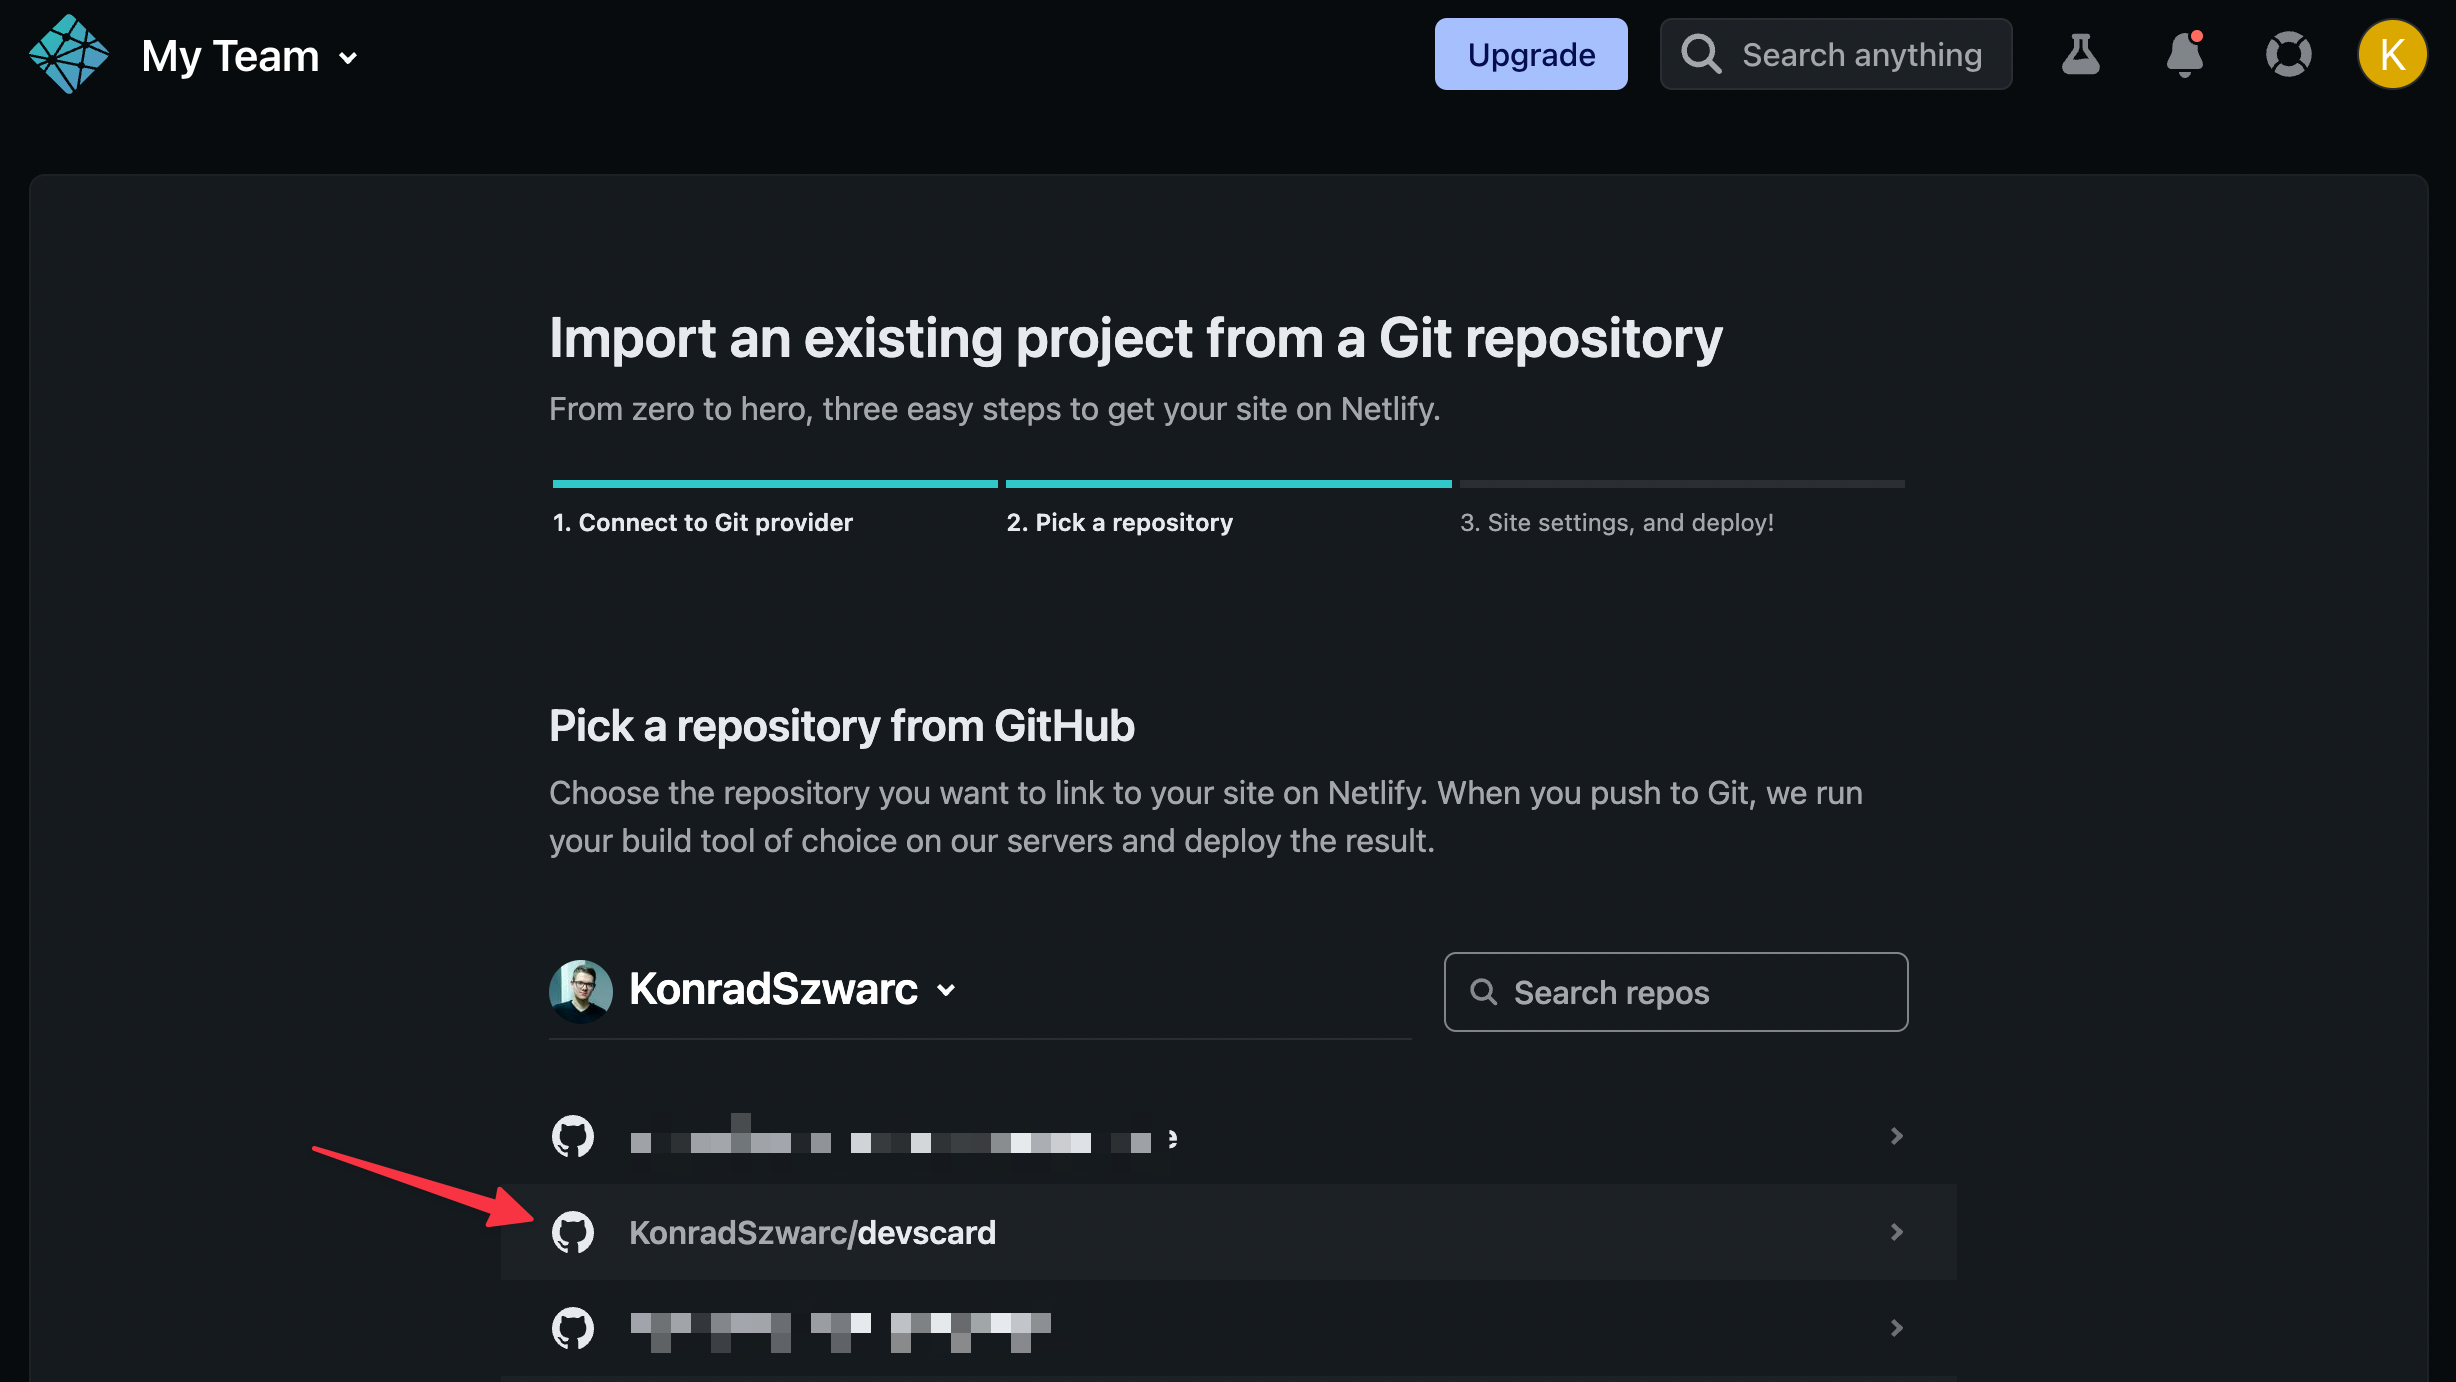 My Team
Upgrade
Search anything
K
Import an existing project from a Git repository
From zero to hero, three easy steps to get your site on Netlify.
1. Connect to Git provider
2. Pick a repository
3. Site settings, and deploy!
Pick a repository from GitHub
Choose the repository you want to link to your site on Netlify. When you push to Git, we run
your build tool of choice on our servers and deploy the result.
KonradSzwarc
Search repos
KonradSzwarc/devscard